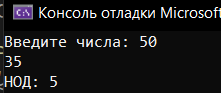 Консоль отладки Microsoft
Введите числа: 50
35
НОД: 5